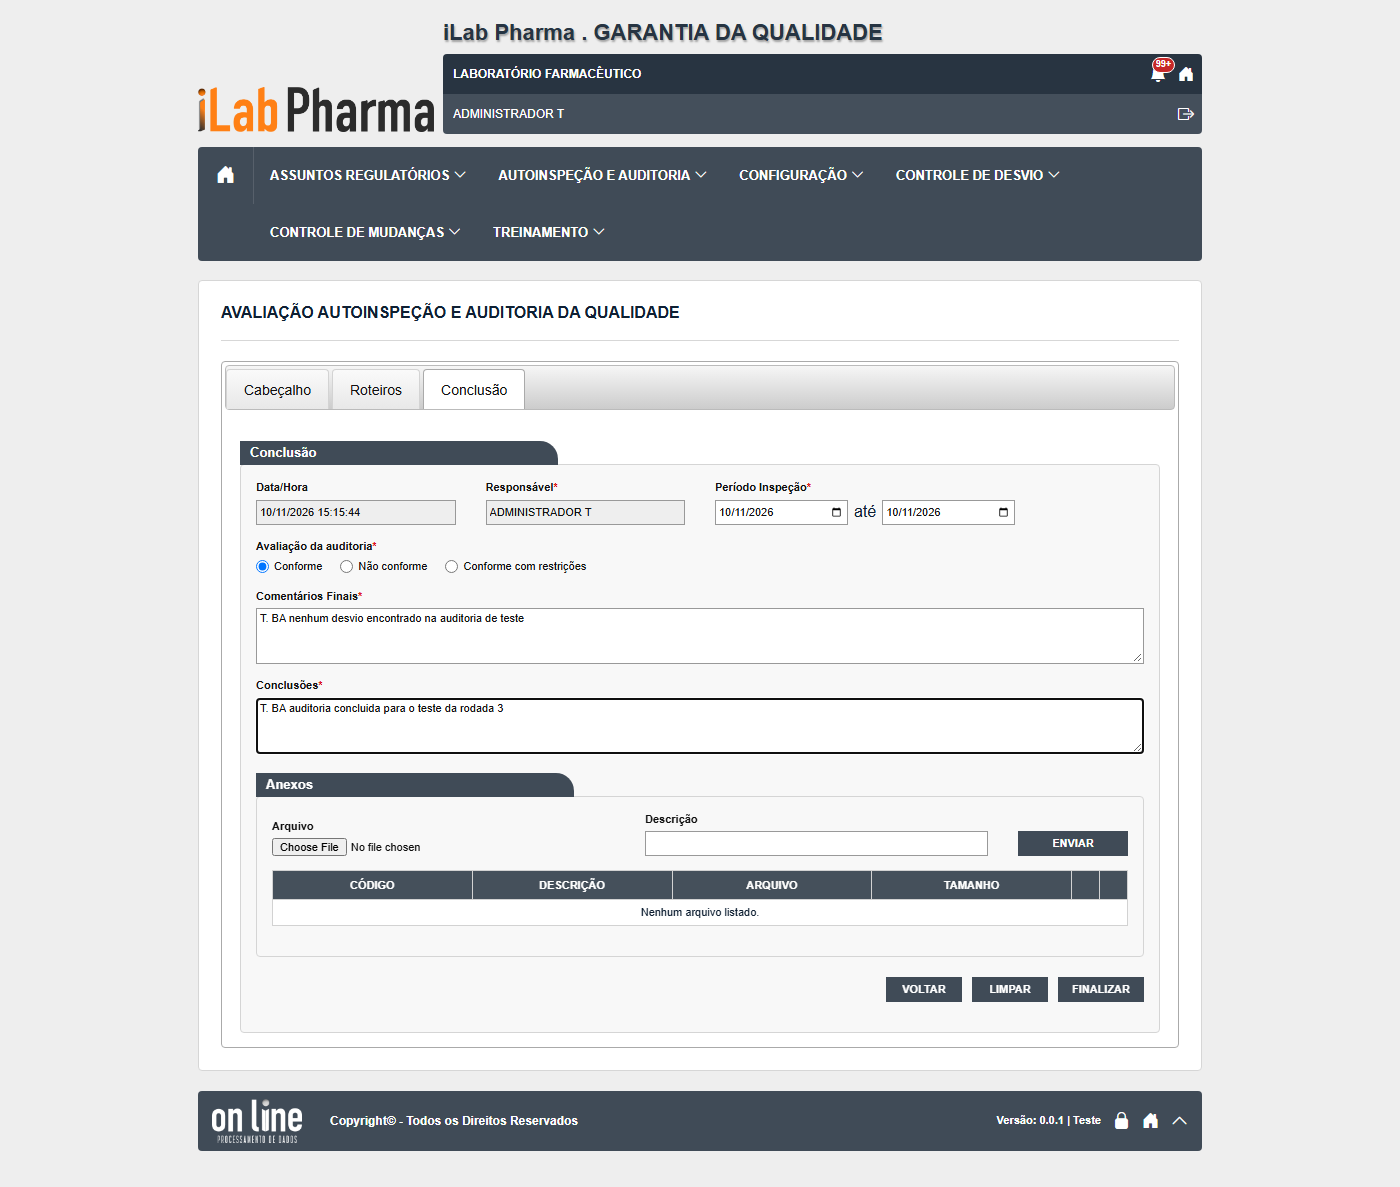 iLab Pharma . GARANTIA DA QUALIDADE
iLab Pharma
LABORATÓRIO FARMACÊUTICO
99+
ADMINISTRADOR T
ASSUNTOS REGULATÓRIOS
AUTOINSPEÇÃO E AUDITORIA
CONFIGURAÇÃO
CONTROLE DE DESVIO
CONTROLE DE MUDANÇAS
TREINAMENTO
AVALIAÇÃO AUTOINSPEÇÃO E AUDITORIA DA QUALIDADE
Cabeçalho
Roteiros
Conclusão
Conclusão
Data/Hora
Responsável*
Período Inspeção*
10/11/2026 15:15:44
ADMINISTRADOR T
10/11/2026 até 10/11/2026
Avaliação da auditoria*
Conforme
Não conforme
Conforme com restrições
Comentários Finais*
T. BA nenhum desvio encontrado na auditoria de teste
Conclusões*
T. BA auditoria concluida para o teste da rodada 3
Anexos
Arquivo
Descrição
Choose File No file chosen
ENVIAR
CÓDIGO
DESCRIÇÃO
ARQUIVO
TAMANHO
Nenhum arquivo listado.
VOLTAR
LIMPAR
FINALIZAR
on line
PROCESSAMENTO DE DADOS
Copyright© - Todos os Direitos Reservados
Versão: 0.0.1 | Teste